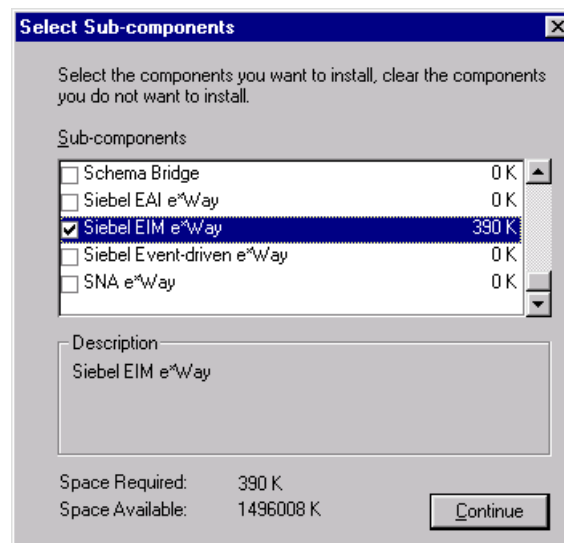 Select Sub-components
Select the components you want to install, clear the components
you do not want to install.
Sub-components
Schema Bridge 0 K
Siebel EAI e*Way 0 K
Siebel EIM e*Way 390 K
Siebel Event-driven e*Way 0 K
SNA e*Way 0 K
Description
Siebel EIM e*Way
Space Required: 390 K
Space Available: 1496008 K
Continue